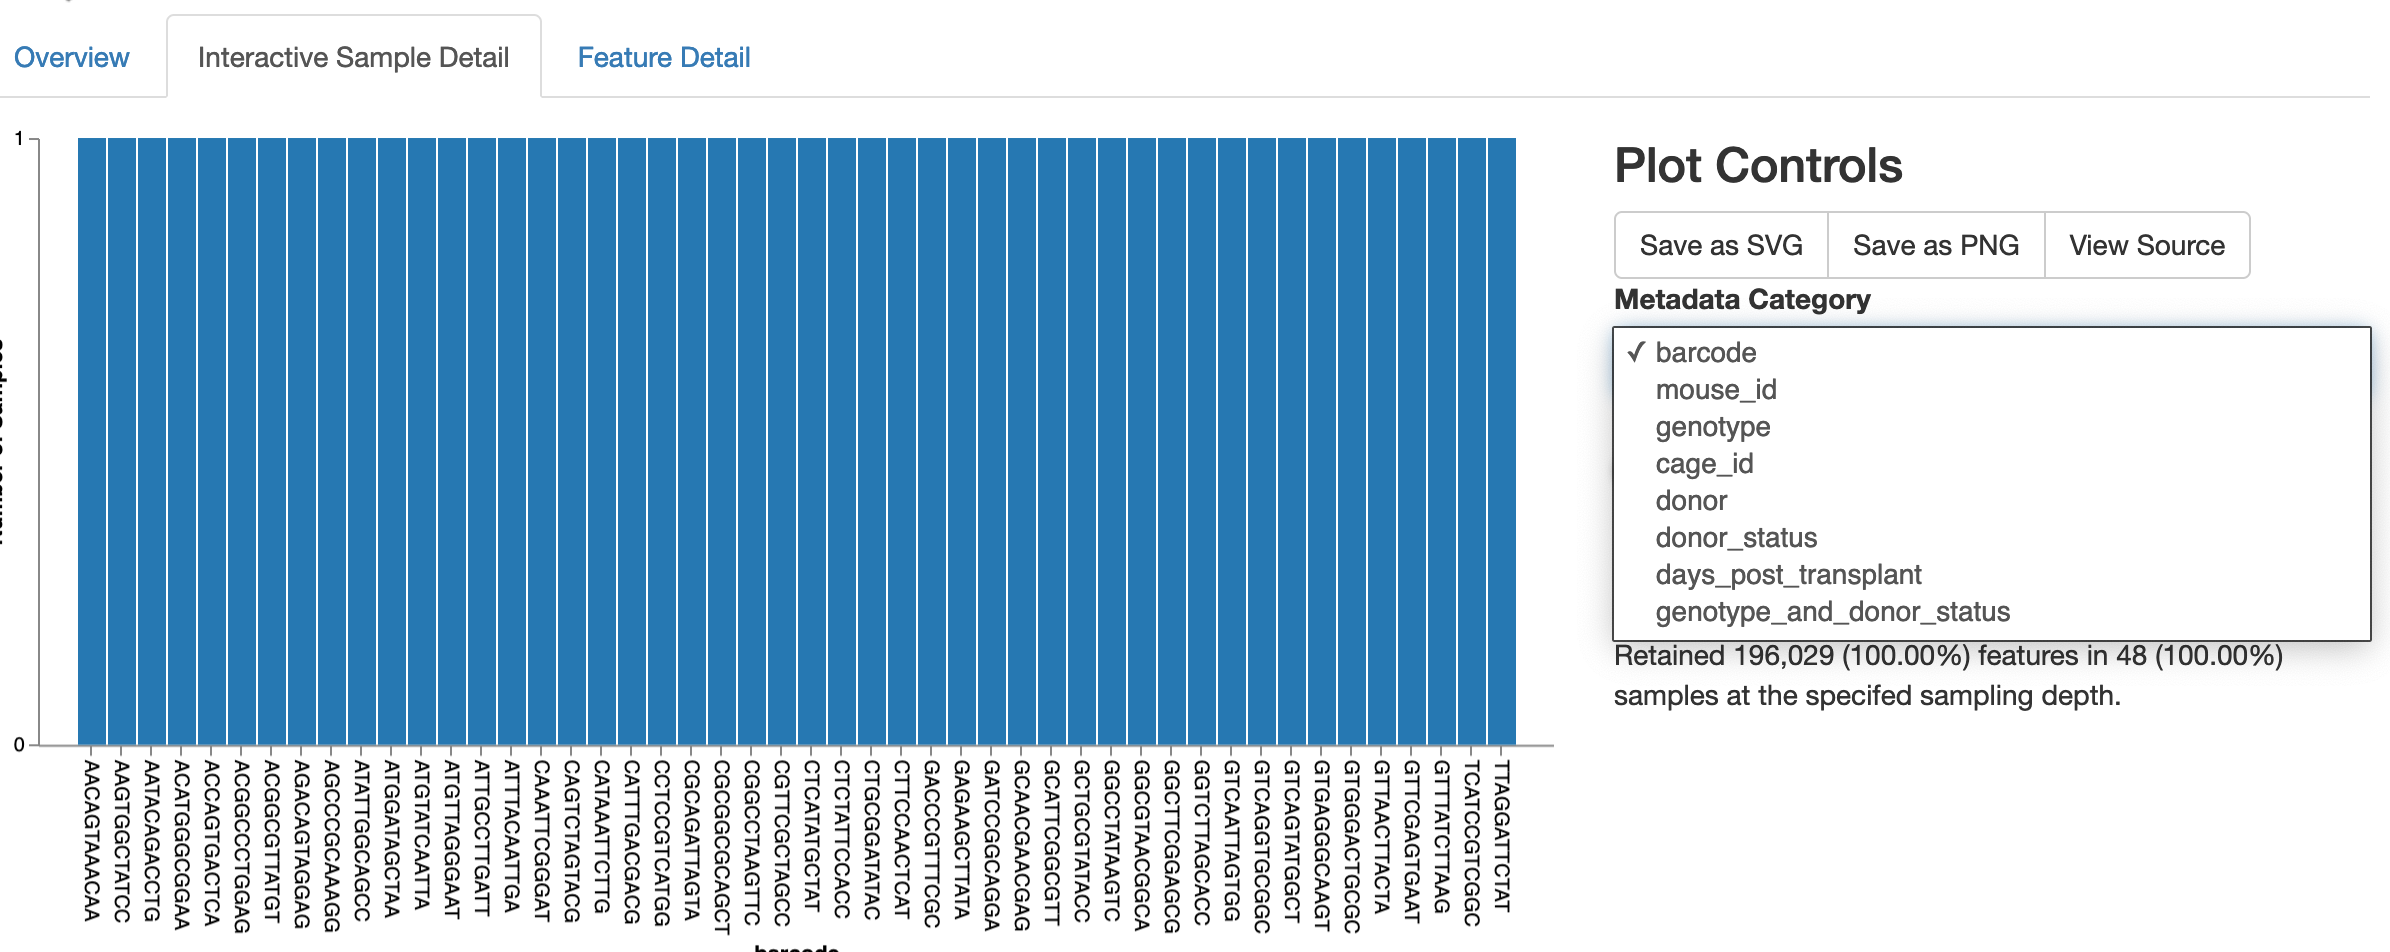 Overview
Interactive Sample Detail
Feature Detail
1
0
AACAGTAAACAA
AAGTGGCTATCC
AATACAGACCTG
ACATGGGCGGAA
ACCAGTGACTCA
ACGGCCCTGGAG
ACGGCGTTATGT
AGACAGTAGGAG
AGCCCGCAAAGG
ATATTGGCAGCC
ATGGATAGCTAA
ATGTATCAATTA
ATGTTAGGGAAT
ATTGCCTTGATT
ATTTACAATTGA
CAAATTCGGGAT
CAGTCTAGTACG
CATAAATTCTTG
CATTTGACGACG
CCTCCGTCATGG
CGCAGATTAGTA
CGCGGCGCAGCT
CGGCCTAAGTTC
CGTTCGCTAGCC
CTCATATGCTAT
CTCTATTCCACC
CTGCGGATATAC
CTTCCAACTCAT
GACCCGTTTCGC
GAGAAGCTTATA
GATCCGGCAGGA
GCAACGAACGAG
GCATTCGGCGTT
GCTGCGTATACC
GGCCTATAAGTC
GGCGTAACGGCA
GGCTTCGGAGCG
GGTCTTAGCACC
GTCAATTAGTGG
GTCAGGTGCGGC
GTCAGTATGGCT
GTGAGGGCAAGT
GTGGGACTGCGC
GTTAACTTACTA
GTTCGAGTGAAT
GTTTATCTTAAG
TCATCCGTCGGC
TTAGGATTCTAT
Plot Controls
Save as SVG
Save as PNG
View Source
Metadata Category
✓ barcode
mouse_id
genotype
cage_id
donor
donor_status
days_post_transplant
genotype_and_donor_status
Retained 196,029 (100.00%) features in 48 (100.00%)
samples at the specifed sampling depth.